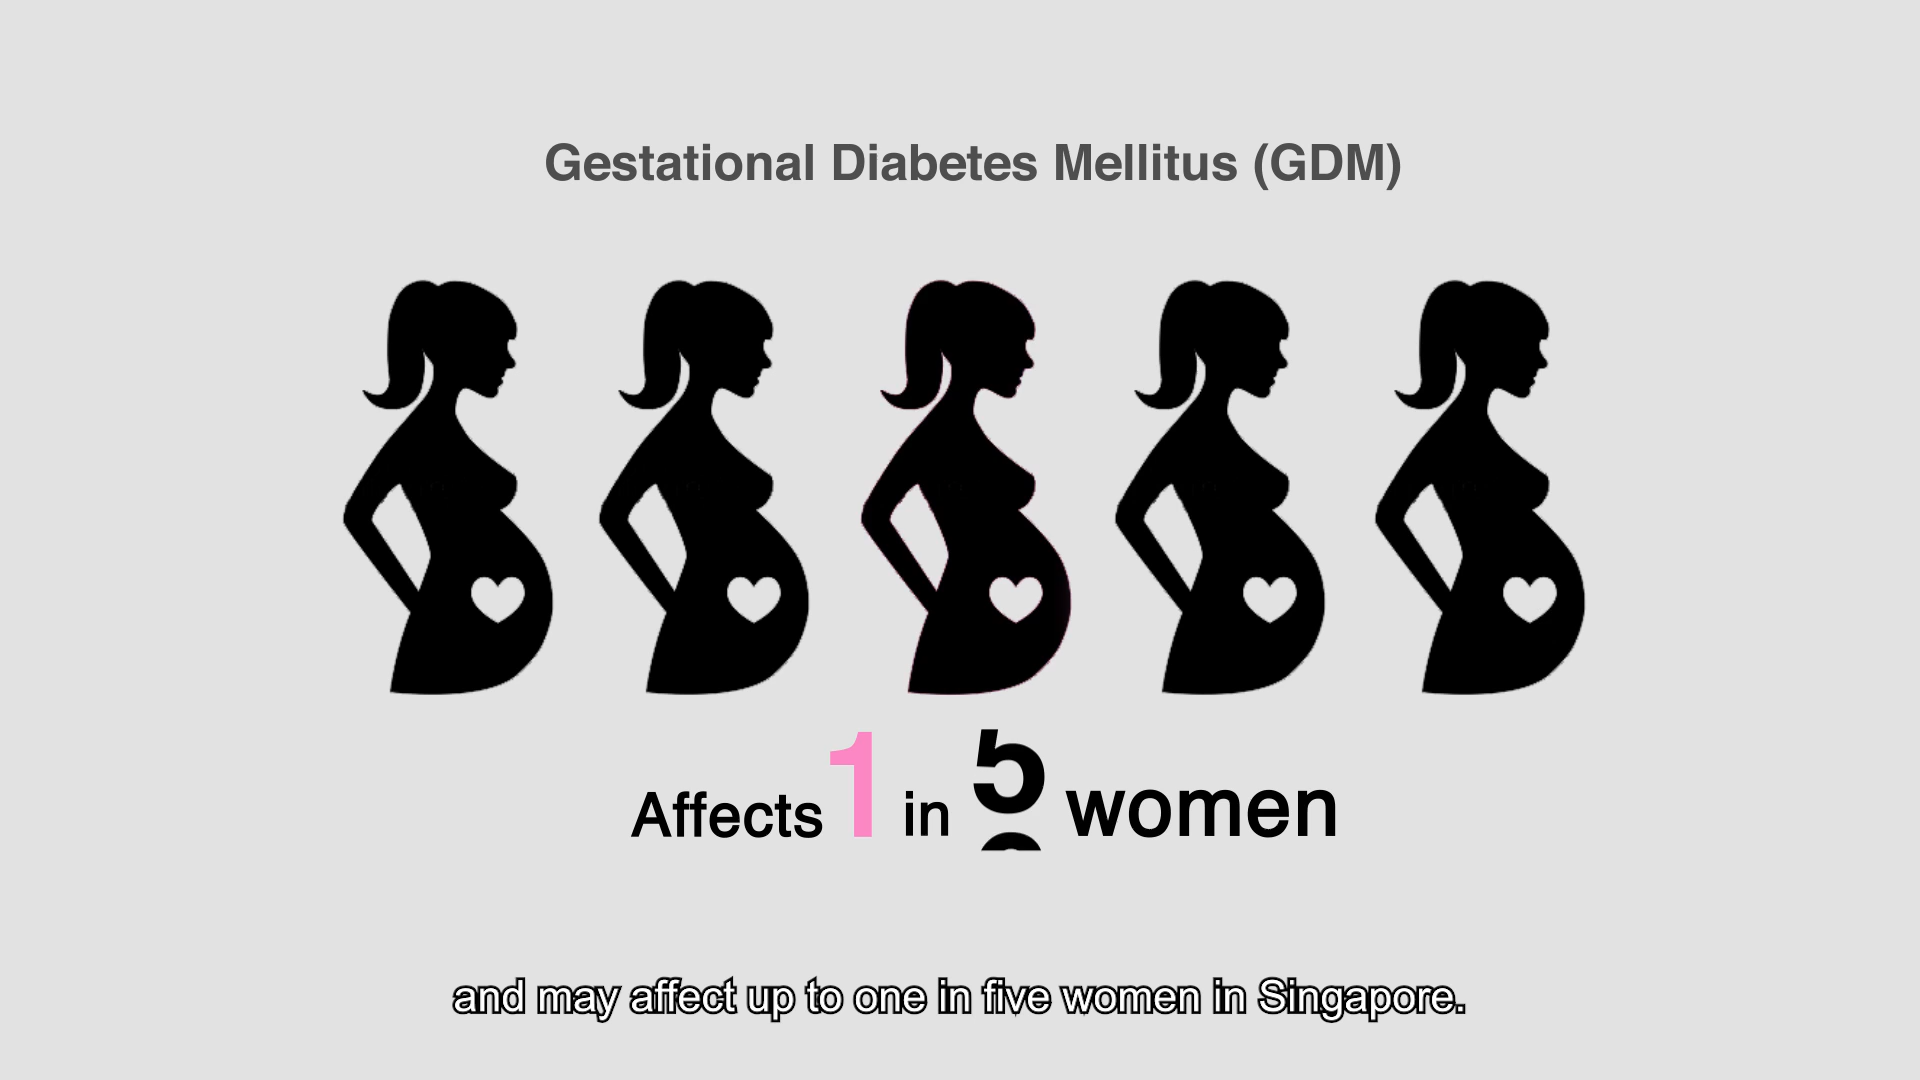 Gestational Diabetes Mellitus (GDM)
Affects 1 in 5 women
and may affect up to one in five women in Singapore.